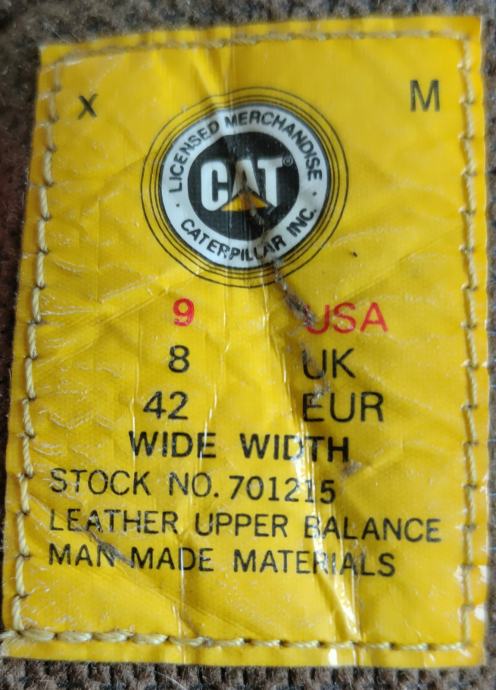 X M
LICENSED MERCHANDISE
CAT®
CATERPILLAR INC.
9 USA
8 UK
42 EUR
WIDE WIDTH
STOCK NO. 701215
LEATHER UPPER BALANCE
MAN MADE MATERIALS